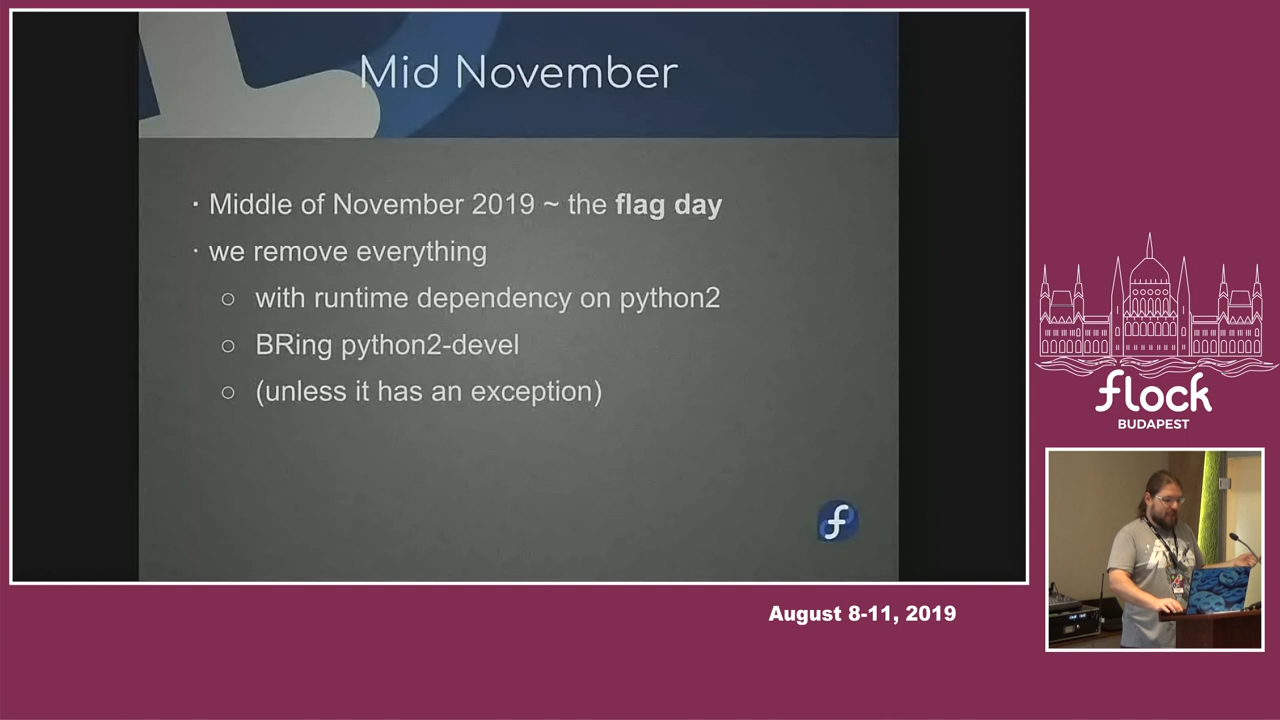 Mid November
· Middle of November 2019 ~ the flag day
· we remove everything
○ with runtime dependency on python2
○ BRing python2-devel
○ (unless it has an exception)
flock
BUDAPEST
August 8-11, 2019